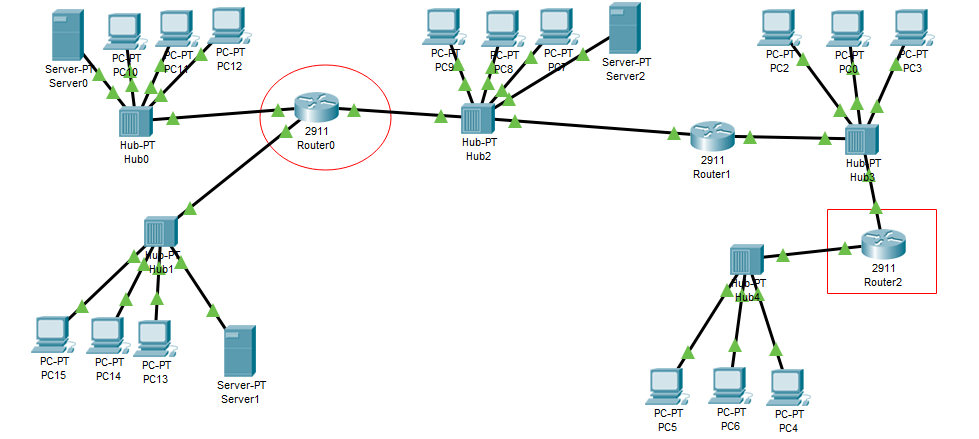 Server-PT
Server0
PC-PT
PC10
PC-PT
PC11
PC-PT
PC12
Hub-PT
Hub0
2911
Router0
PC-PT
PC9
PC-PT
PC8
PC-PT
PC7
Server-PT
Server2
Hub-PT
Hub2
2911
Router1
PC-PT
PC2
PC-PT
PC0
PC-PT
PC3
Hub-PT
Hub3
2911
Router2
Hub-PT
Hub1
PC-PT
PC15
PC-PT
PC14
PC-PT
PC13
Server-PT
Server1
Hub-PT
Hub4
PC-PT
PC5
PC-PT
PC6
PC-PT
PC4